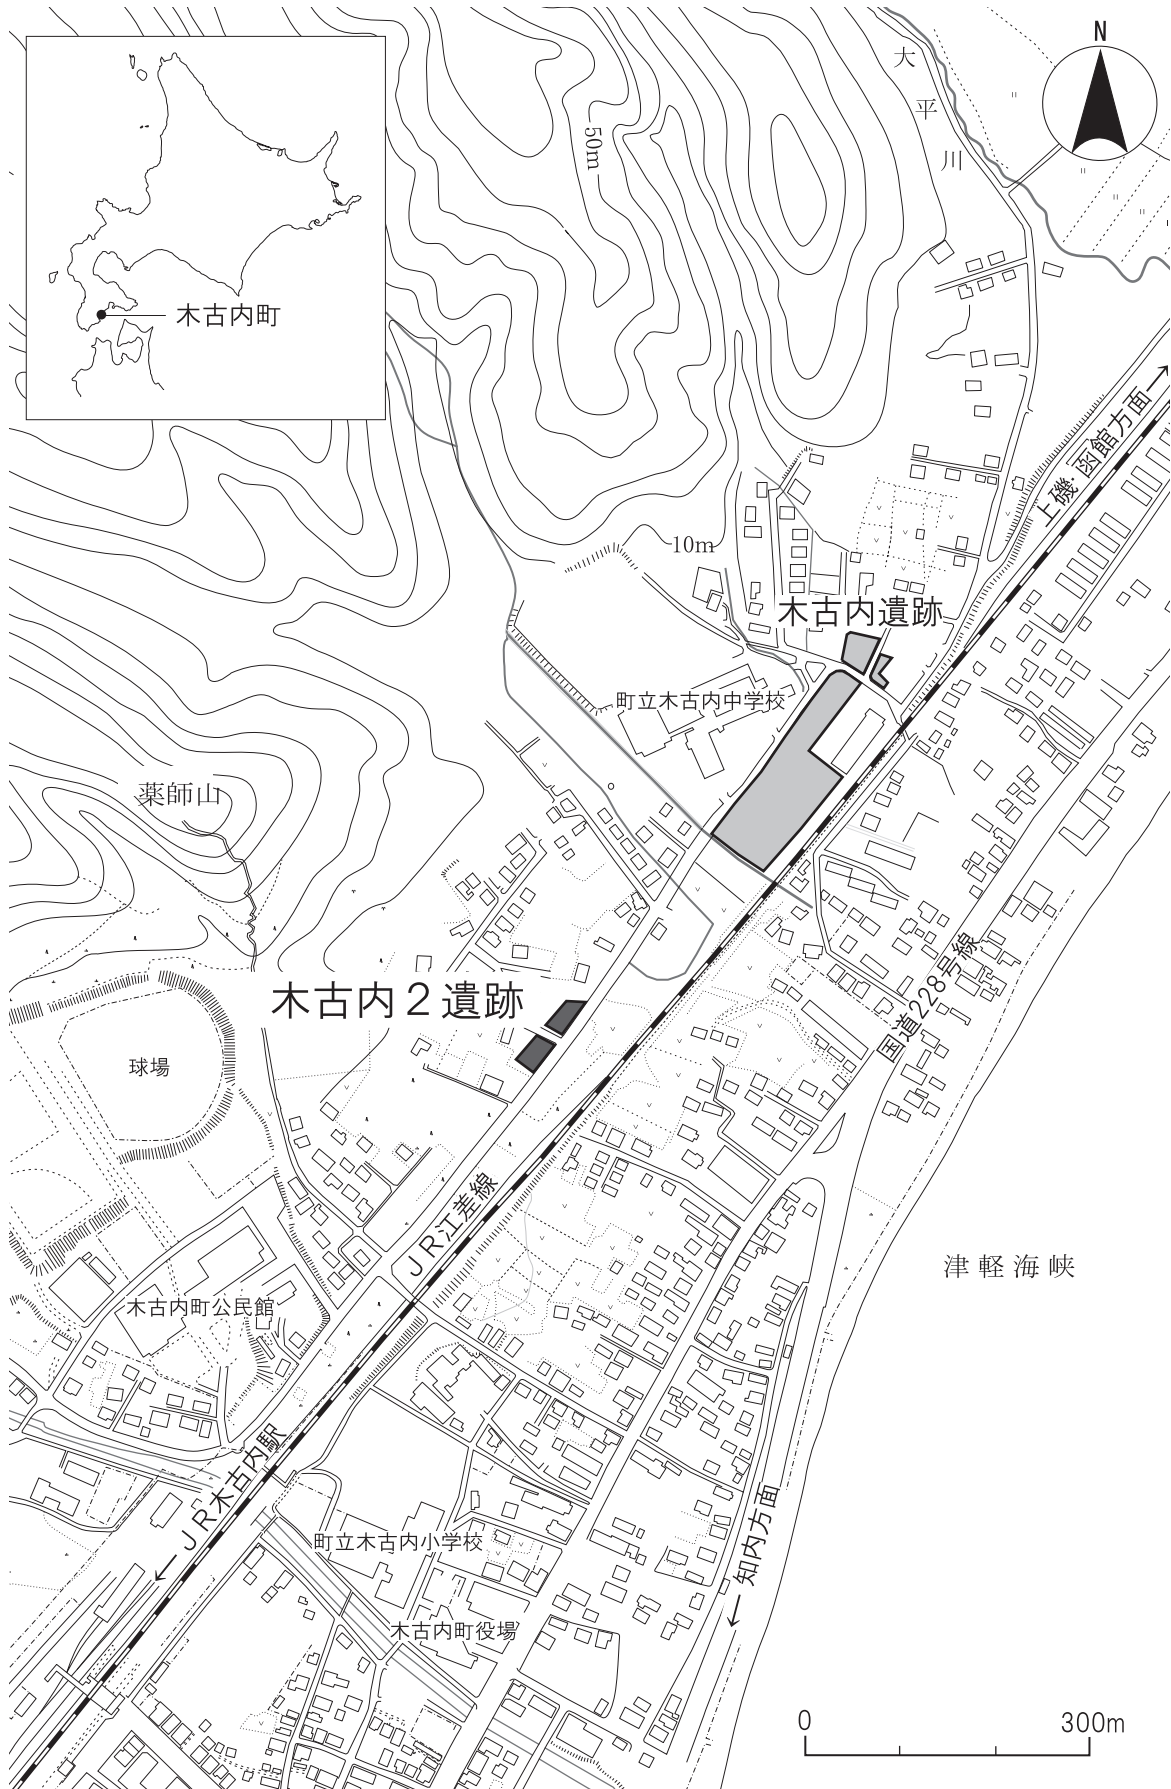 N
大平川
50m
木古内町
上磯・函館方面→
10m
木古内遺跡
町立木古内中学校
薬師山
木古内2遺跡
国道228号線
球場
JR江差線
津軽海峡
木古内町公民館
←JR木古内駅
←知内方面
町立木古内小学校
木古内町役場
0 300m